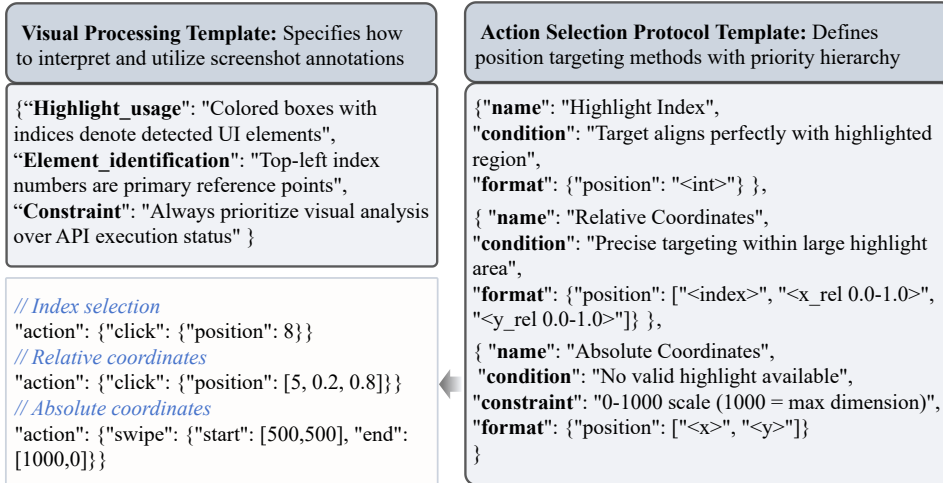 Visual Processing Template: Specifies how
to interpret and utilize screenshot annotations
{“Highlight_usage": "Colored boxes with
indices denote detected UI elements",
“Element_identification": "Top-left index
numbers are primary reference points",
“Constraint": "Always prioritize visual analysis
over API execution status" }
// Index selection
"action": {"click": {"position": 8}}
// Relative coordinates
"action": {"click": {"position": [5, 0.2, 0.8]}}
// Absolute coordinates
"action": {"swipe": {"start": [500,500], "end":
[1000,0]}}
Action Selection Protocol Template: Defines
position targeting methods with priority hierarchy
{"name": "Highlight Index",
"condition": "Target aligns perfectly with highlighted
region",
"format": {"position": "<int>"} },
{ "name": "Relative Coordinates",
"condition": "Precise targeting within large highlight
area",
"format": {"position": ["<index>", "<x_rel 0.0-1.0>",
"<y_rel 0.0-1.0>"]} },
{ "name": "Absolute Coordinates",
"condition": "No valid highlight available",
"constraint": "0-1000 scale (1000 = max dimension)",
"format": {"position": ["<x>", "<y>"]}
}